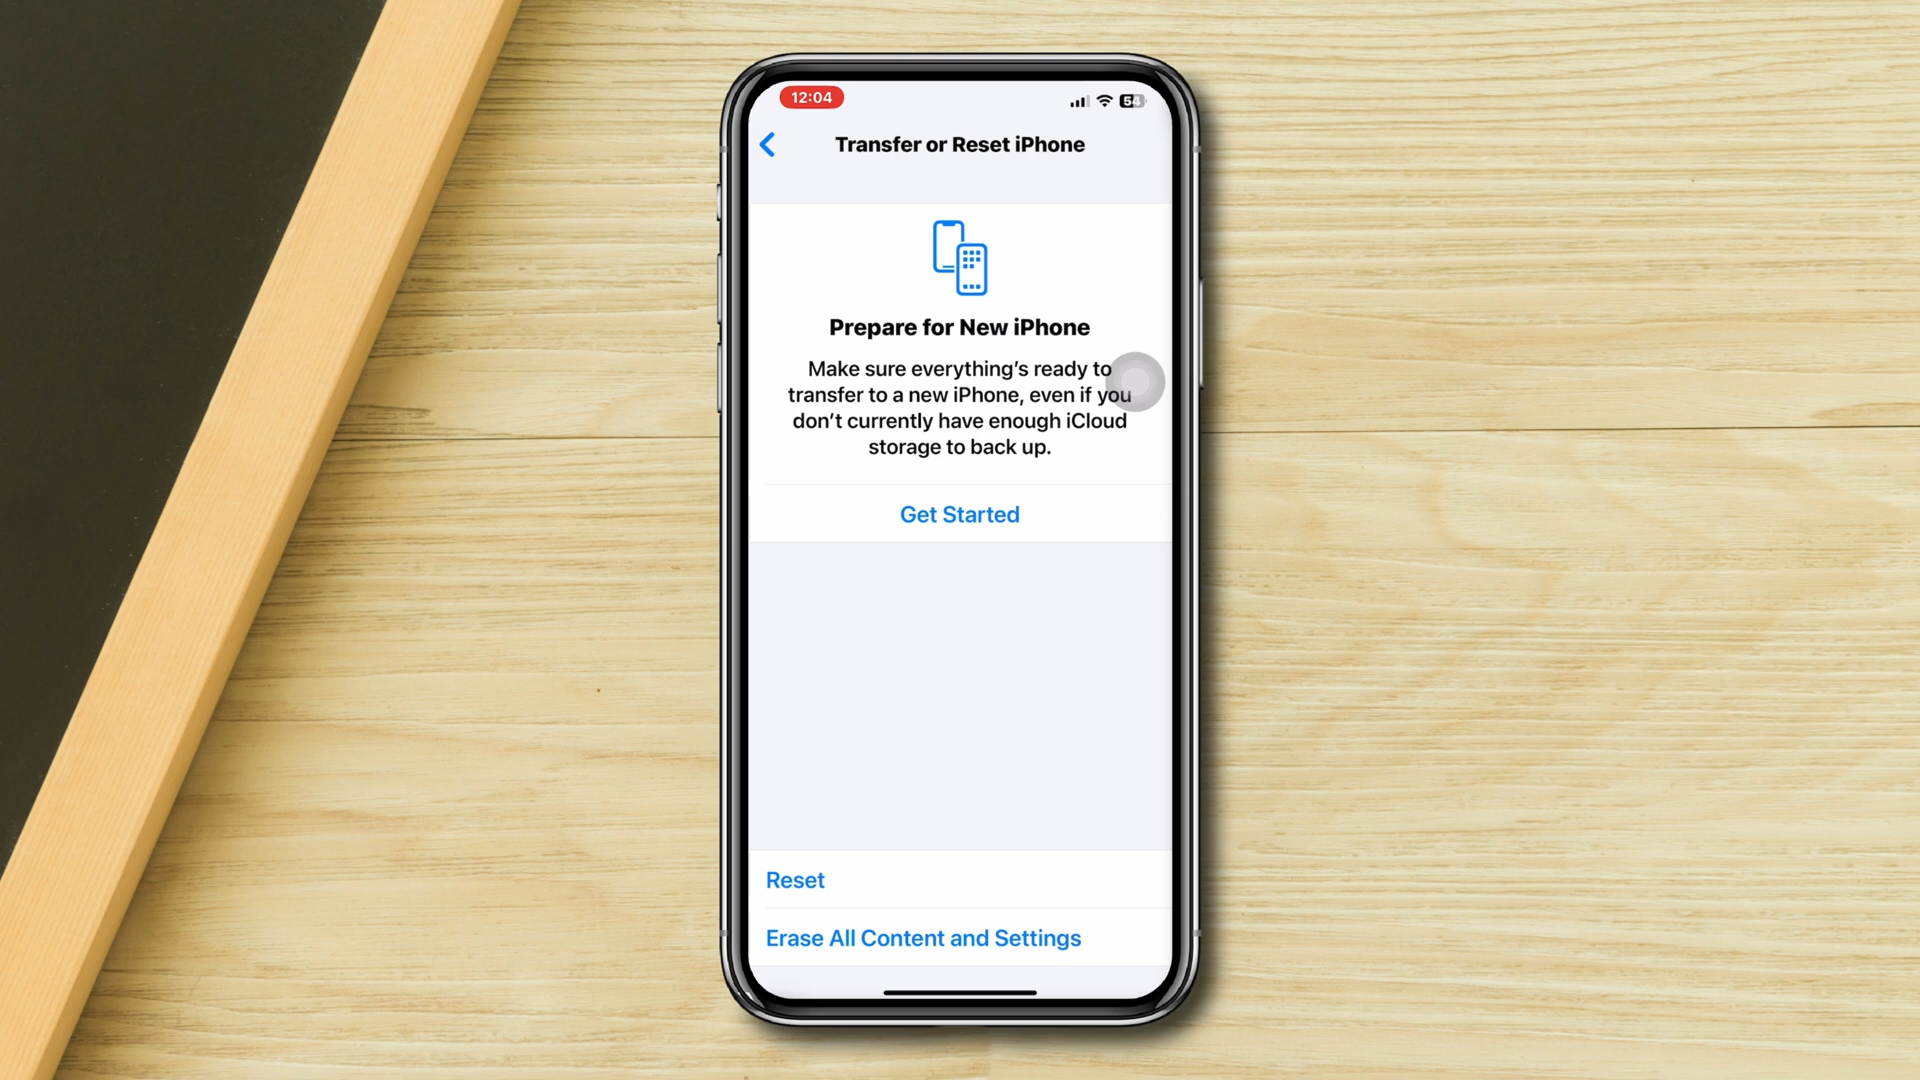 12:04
54
Transfer or Reset iPhone
Prepare for New iPhone
Make sure everything's ready to
transfer to a new iPhone, even if you
don't currently have enough iCloud
storage to back up.
Get Started
Reset
Erase All Content and Settings